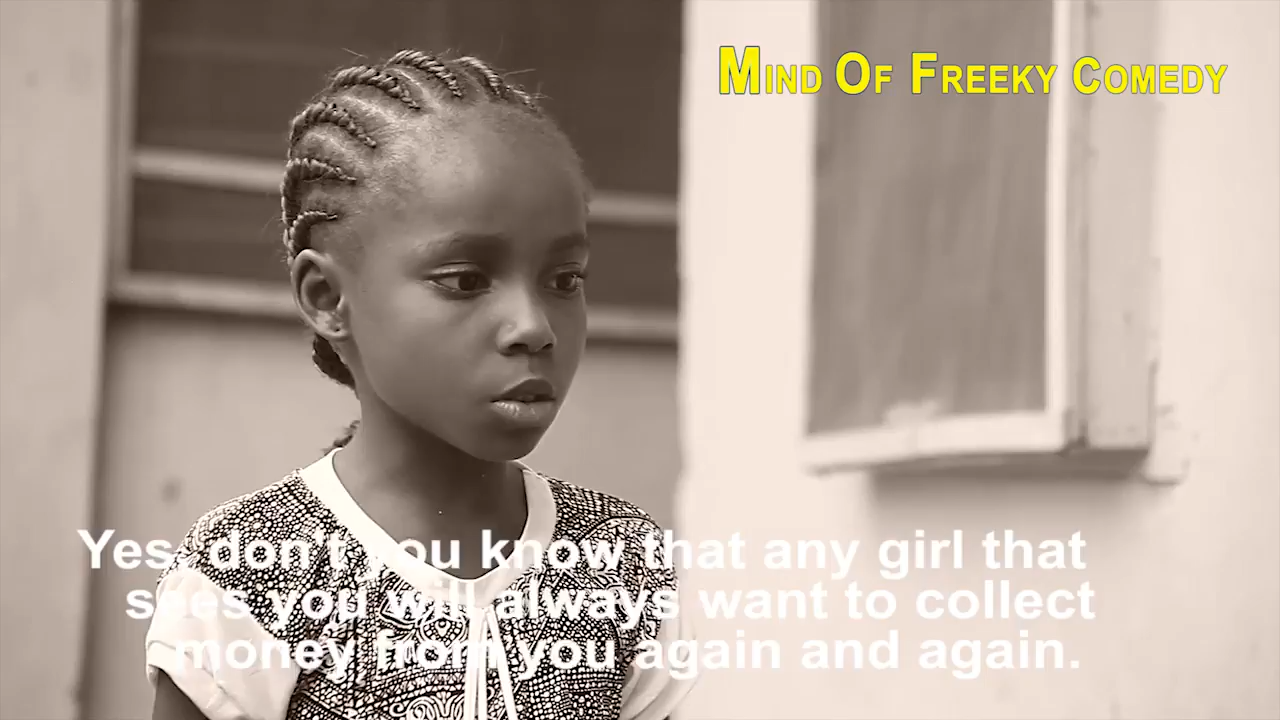 MIND OF FREEKY COMEDY
Yes, don't you know that any girl that
sees you will always want to collect
money from you again and again.